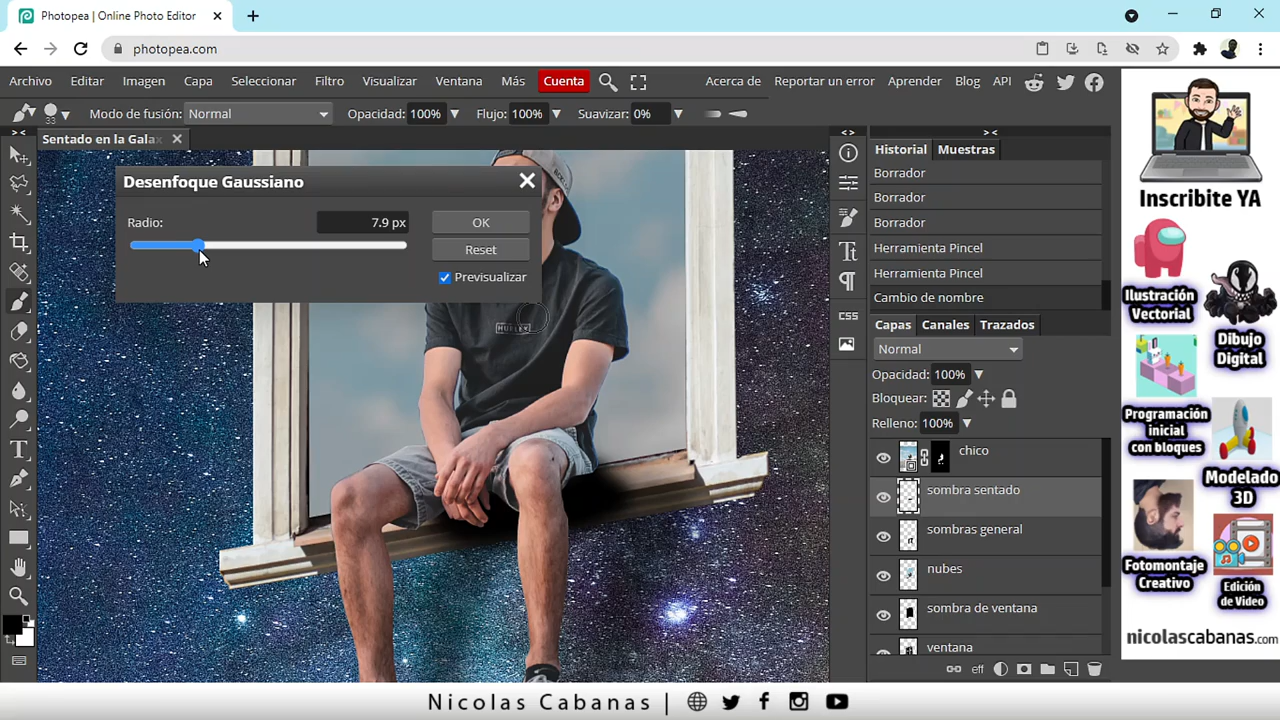 Photopea | Online Photo Editor
photopea.com
Archivo Editar Imagen Capa Seleccionar Filtro Visualizar Ventana Más Cuenta Acerca de Reportar un error Aprender Blog API
33 Modo de fusión: Normal Opacidad: 100% Flujo: 100% Suavizar: 0%
Sentado en la Gala
Desenfoque Gaussiano
Radio: 7.9 px OK
Reset
Previsualizar
HURLEY
Historial Muestras
Borrador
Borrador
Borrador
Herramienta Pincel
Herramienta Pincel
Cambio de nombre
CSS
Capas Canales Trazados
Normal
Opacidad: 100%
Bloquear:
Relleno: 100%
chico
sombra sentado
sombras general
nubes
sombra de ventana
ventana
eff
Inscribite YA
Ilustración
Vectorial
Dibujo
Digital
Programación
inicial
con bloques
Modelado
3D
Fotomontaje
Creativo
Edición
de Video
nicolascabanas.com
Nicolas Cabanas |